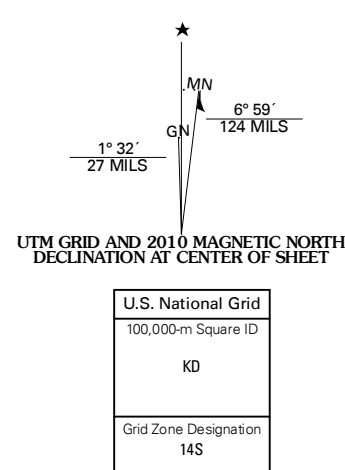 ★
MN
GN
6° 59´
124 MILS
1° 32´
27 MILS
UTM GRID AND 2010 MAGNETIC NORTH
DECLINATION AT CENTER OF SHEET
U.S. National Grid
100,000-m Square ID
KD
Grid Zone Designation
14S